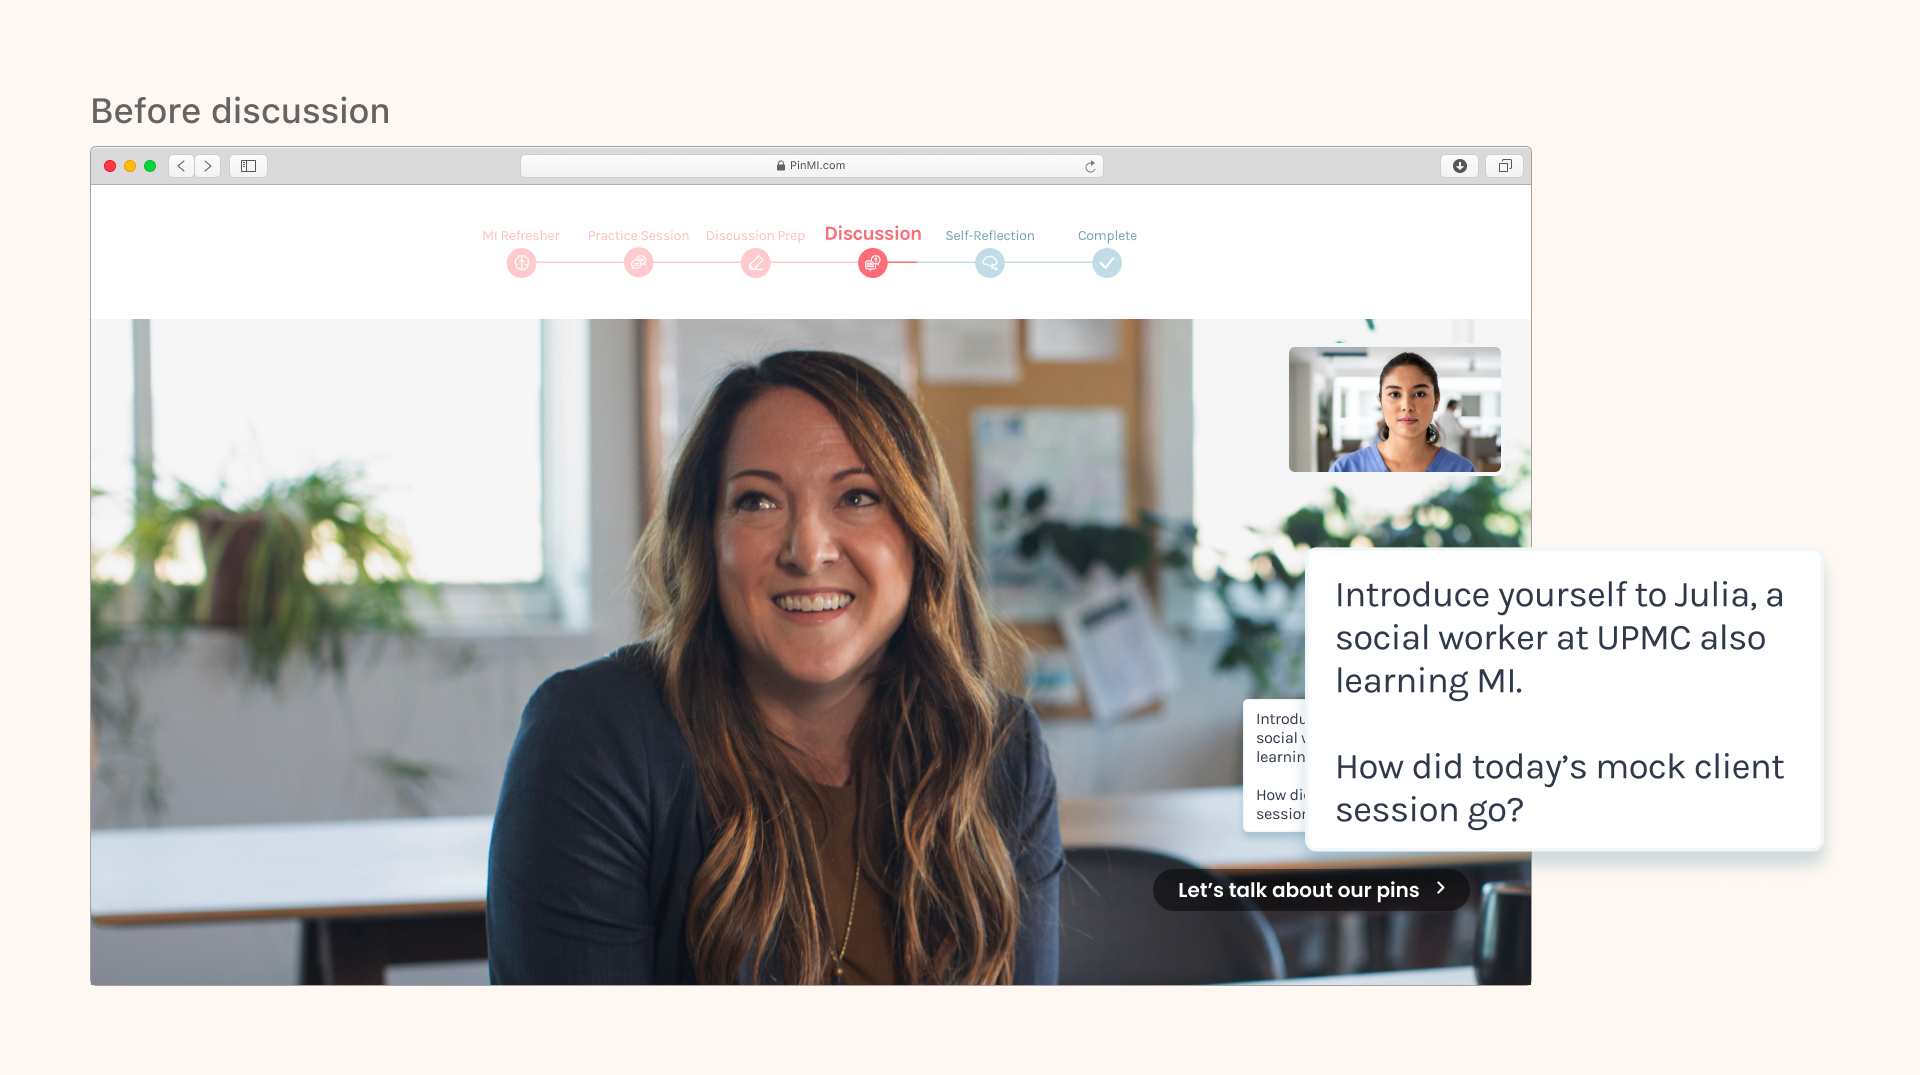 Before discussion
PinMI.com
MI Refresher
Practice Session
Discussion Prep
Discussion
Self-Reflection
Complete
Introduce yourself to Julia, a
social worker at UPMC also
learning MI.
How did today's mock client
session go?
Introdu
social
learnin
How di
session
Let's talk about our pins